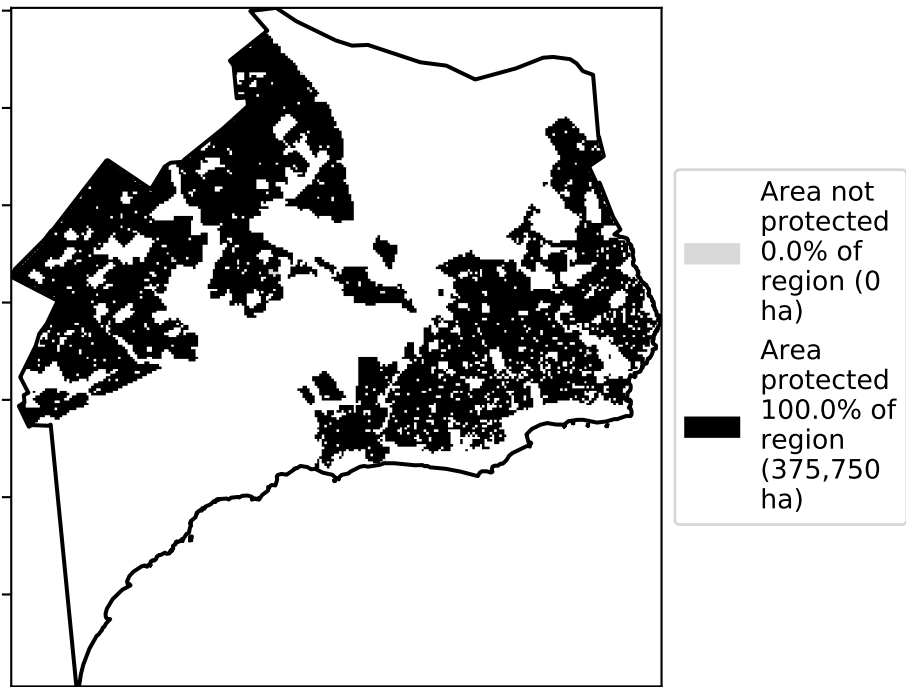 Area not
protected
0.0% of
region (0
ha)
Area
protected
100.0% of
region
(375,750
ha)